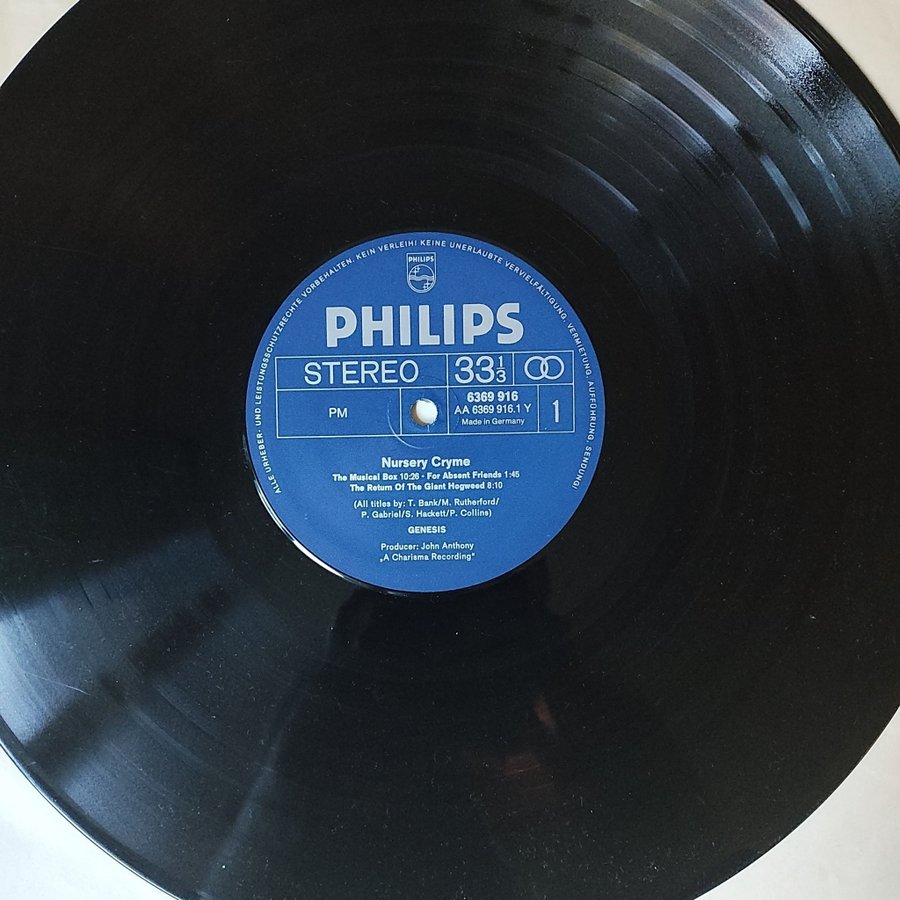 ALLE URHEBER- UND LEISTUNGSSCHUTZRECHTE VORBEHALTEN. KEIN VERLEIH! KEINE UNERLAUBTE VERVIELFÄLTIGUNG, VERMIETUNG, AUFFÜHRUNG, SENDUNG!
PHILIPS
PHILIPS
STEREO 33 1/3
PM
6369 916
AA 6369 916.1 Y
Made in Germany
1
Nursery Cryme
The Musical Box 10:26 - For Absent Friends 1:45
The Return Of The Giant Hogweed 8:10
(All titles by: T. Bank/M. Rutherford/
P. Gabriel/S. Hackett/P. Collins)
GENESIS
Producer: John Anthony
„A Charisma Recording"